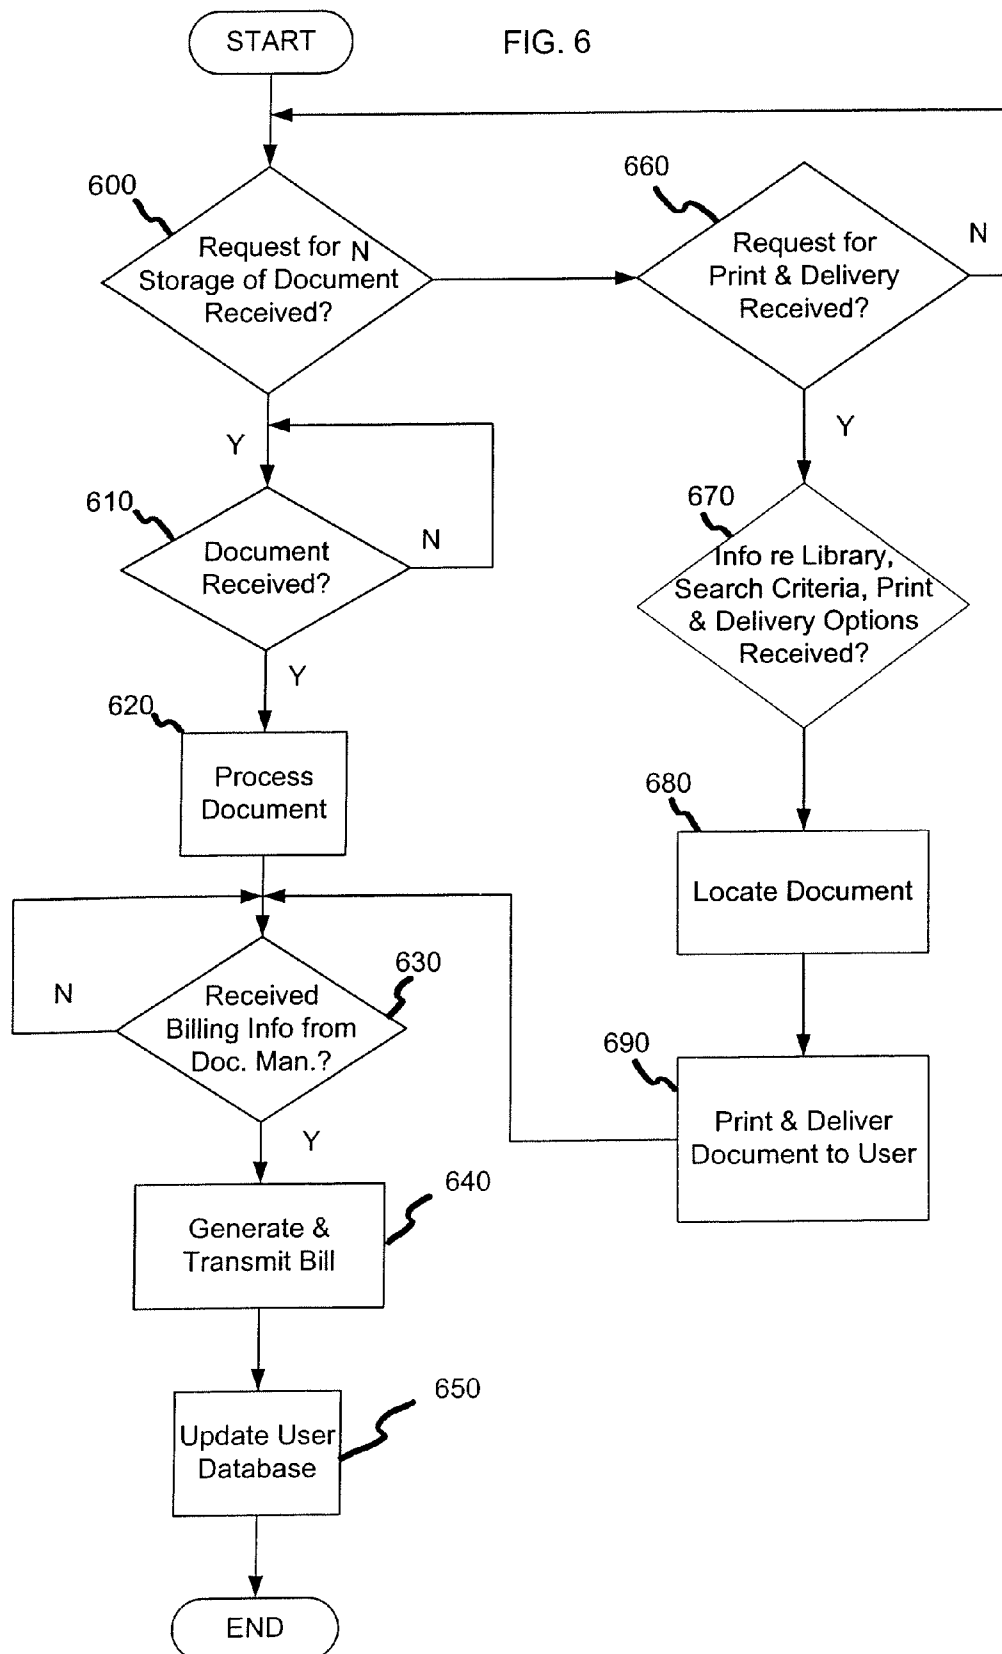 START
FIG. 6
600
Request for N
Storage of Document
Received?
660
Request for
Print & Delivery
Received?
N
Y
610
Document
Received?
N
Y
670
Info re Library,
Search Criteria, Print
& Delivery Options
Received?
Y
620
Process
Document
680
Locate Document
630
Received
Billing Info from
Doc. Man.?
N
Y
690
Print & Deliver
Document to User
640
Generate &
Transmit Bill
650
Update User
Database
END